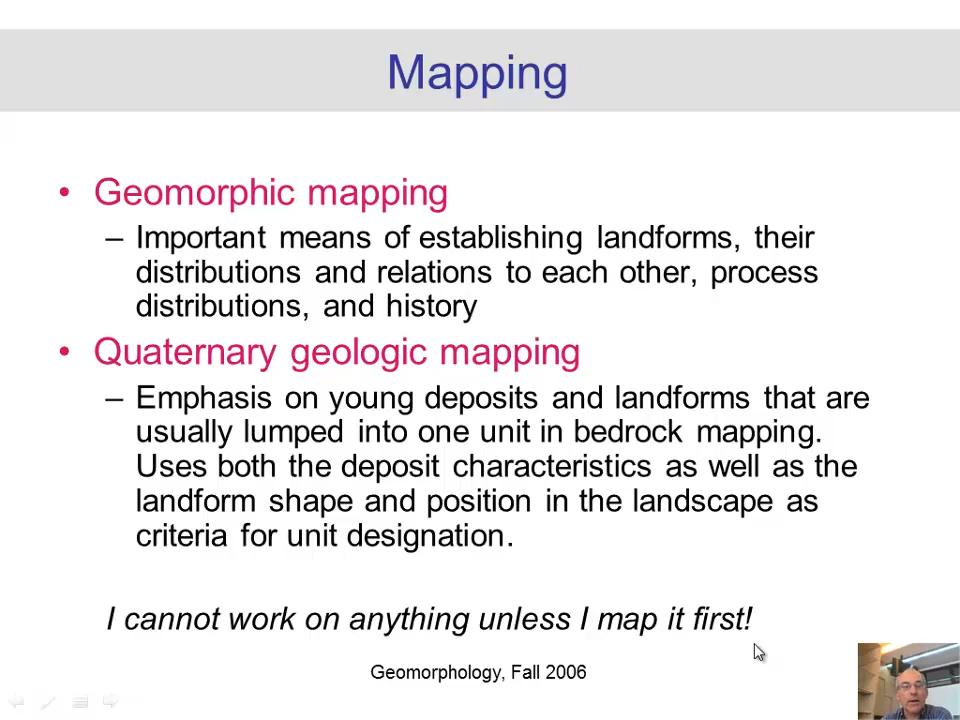 Mapping
• Geomorphic mapping
– Important means of establishing landforms, their
distributions and relations to each other, process
distributions, and history
• Quaternary geologic mapping
– Emphasis on young deposits and landforms that are
usually lumped into one unit in bedrock mapping.
Uses both the deposit characteristics as well as the
landform shape and position in the landscape as
criteria for unit designation.
I cannot work on anything unless I map it first!
Geomorphology, Fall 2006